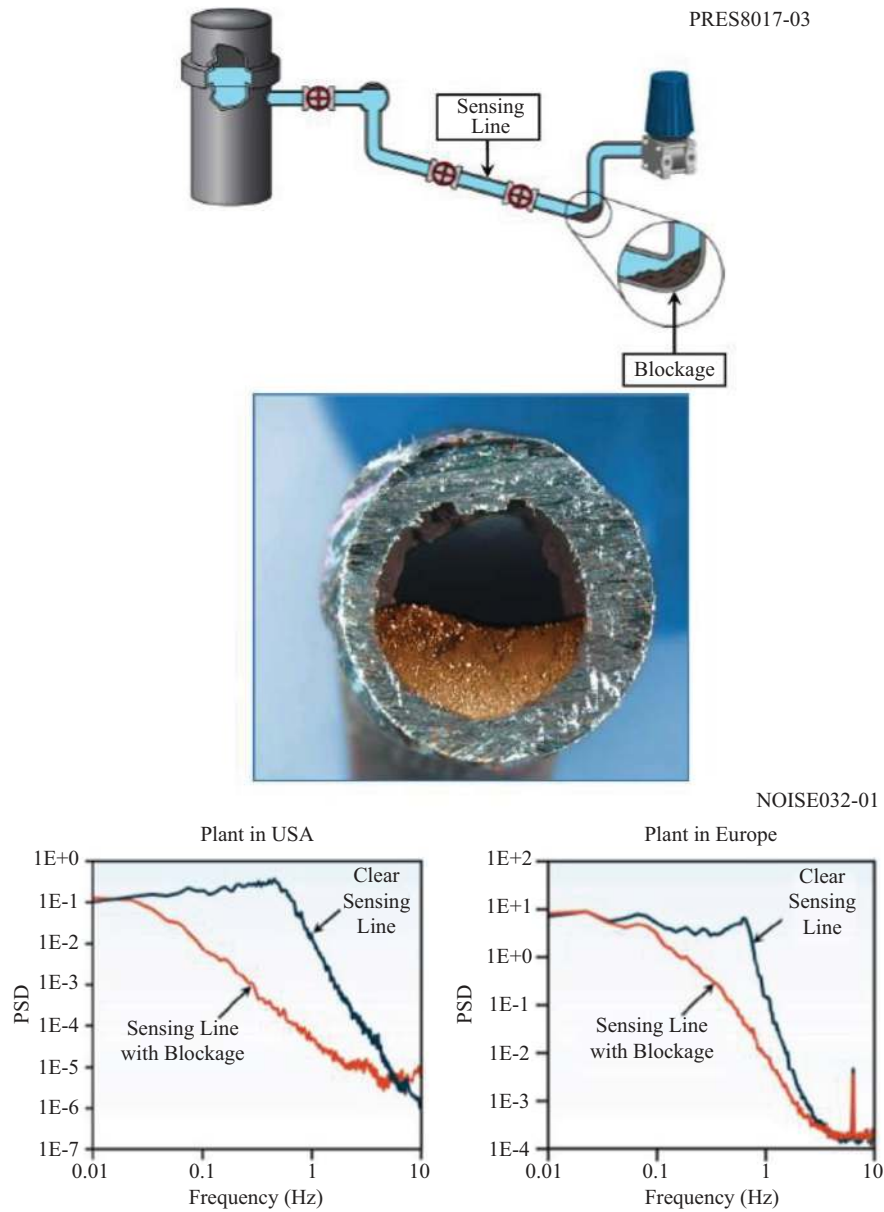 PRES8017-03
Sensing
Line
Blockage
NOISE032-01
Plant in USA
1E+0
1E-1
1E-2
1E-3
1E-4
1E-5
1E-6
1E-7
PSD
Clear
Sensing
Line
Sensing Line
with Blockage
0.01
0.1
1
10
Frequency (Hz)
Plant in Europe
1E+2
1E+1
1E+0
1E-1
1E-2
1E-3
1E-4
PSD
Clear
Sensing
Line
Sensing Line
with Blockage
0.01
0.1
1
10
Frequency (Hz)